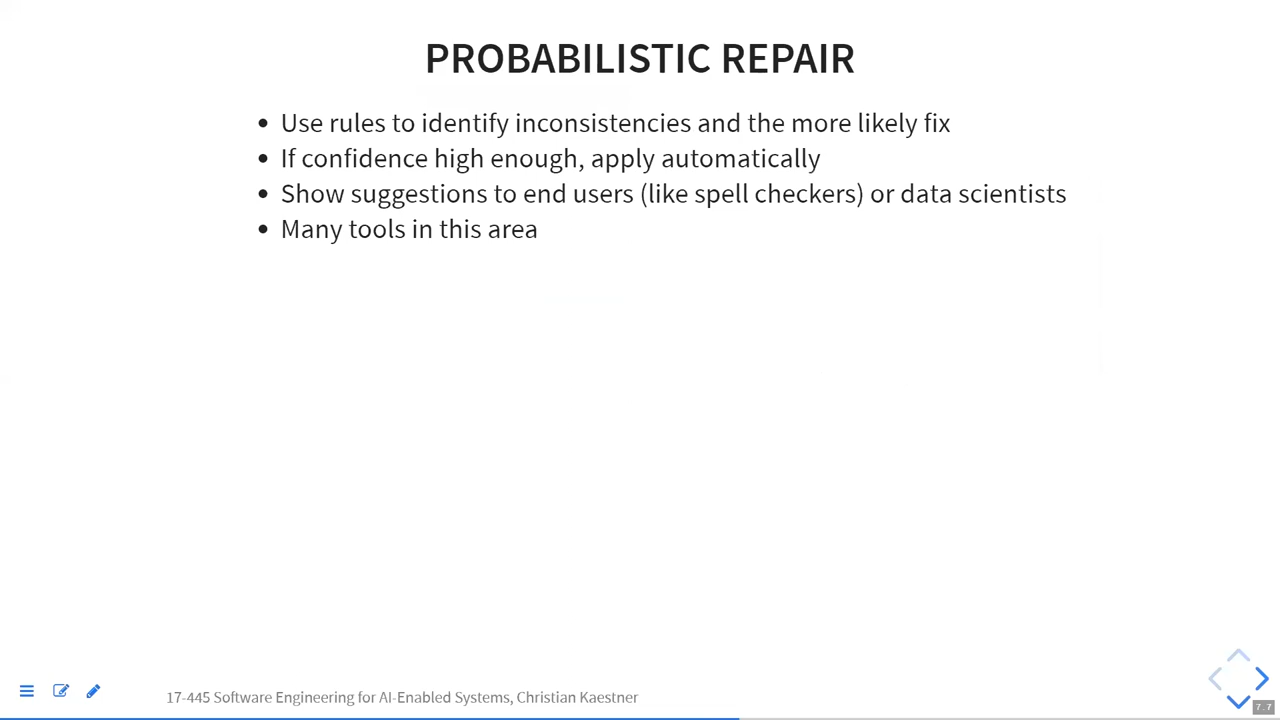 PROBABILISTIC REPAIR
Use rules to identify inconsistencies and the more likely fix
If confidence high enough, apply automatically
Show suggestions to end users (like spell checkers) or data scientists
Many tools in this area
17-445 Software Engineering for AI-Enabled Systems, Christian Kaestner
7.7